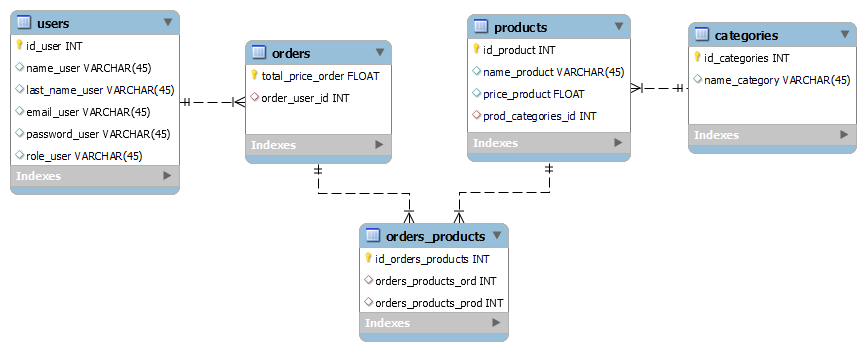 users
id_user INT
name_user VARCHAR(45)
last_name_user VARCHAR(45)
email_user VARCHAR(45)
password_user VARCHAR(45)
role_user VARCHAR(45)
Indexes
orders
total_price_order FLOAT
order_user_id INT
Indexes
products
id_product INT
name_product VARCHAR(45)
price_product FLOAT
prod_categories_id INT
Indexes
categories
id_categories INT
name_category VARCHAR(45)
Indexes
orders_products
id_orders_products INT
orders_products_ord INT
orders_products_prod INT
Indexes